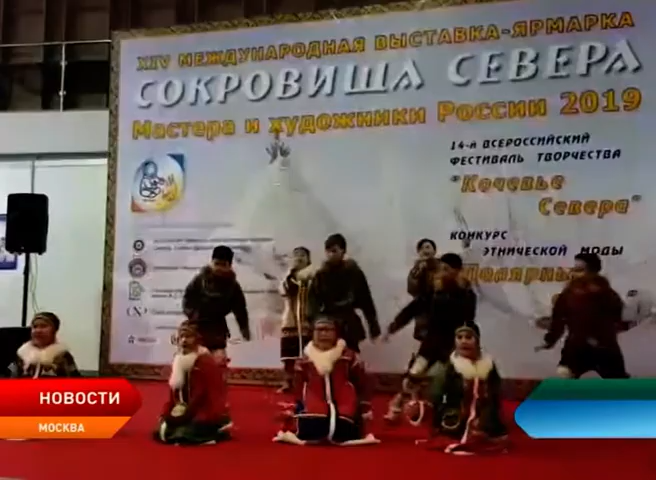 XIV МЕЖДУНАРОДНАЯ ВЫСТАВКА-ЯРМАРКА
СОКРОВИЩА СЕВЕРА
Мастера и художники России 2019
14-й ВСЕРОССИЙСКИЙ
ФЕСТИВАЛЬ ТВОРЧЕСТВА
"Кочевье
Севера"
КОНКУРС
ЭТНИЧЕСКОЙ МОДЫ
НОВОСТИ
МОСКВА